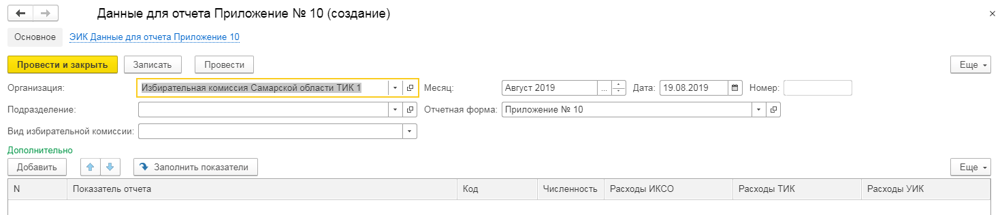 Данные для отчета Приложение № 10 (создание)
Основное ЭИК Данные для отчета Приложение 10
Провести и закрыть Записать Провести Еще
Организация: Избирательная комиссия Самарской области ТИК 1 Месяц: Август 2019 ... Дата: 19.08.2019 Номер:
Подразделение: Отчетная форма: Приложение № 10
Вид избирательной комиссии:
Дополнительно
Добавить Заполнить показатели Еще
N Показатель отчета Код Численность Расходы ИКСО Расходы ТИК Расходы УИК